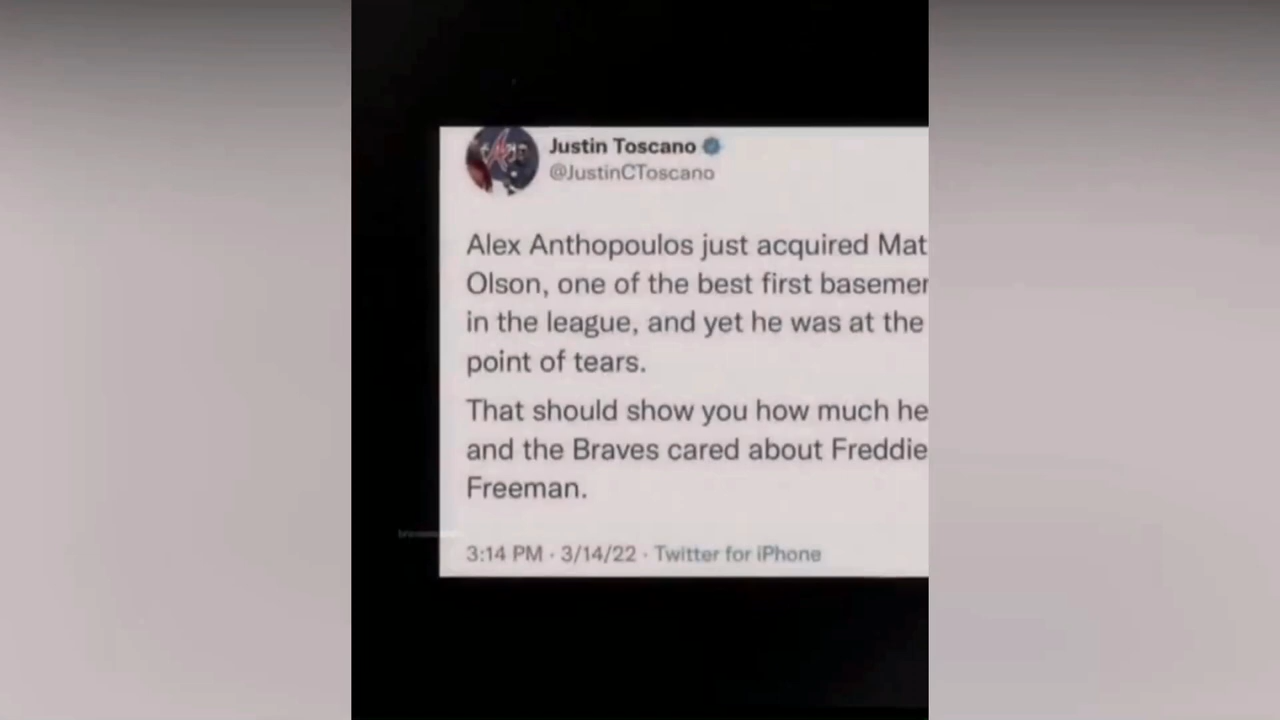 Justin Toscano
@JustinCToscano
Alex Anthopoulos just acquired Mat
Olson, one of the best first basemen
in the league, and yet he was at the
point of tears.
That should show you how much he
and the Braves cared about Freddie
Freeman.
3:14 PM · 3/14/22 · Twitter for iPhone